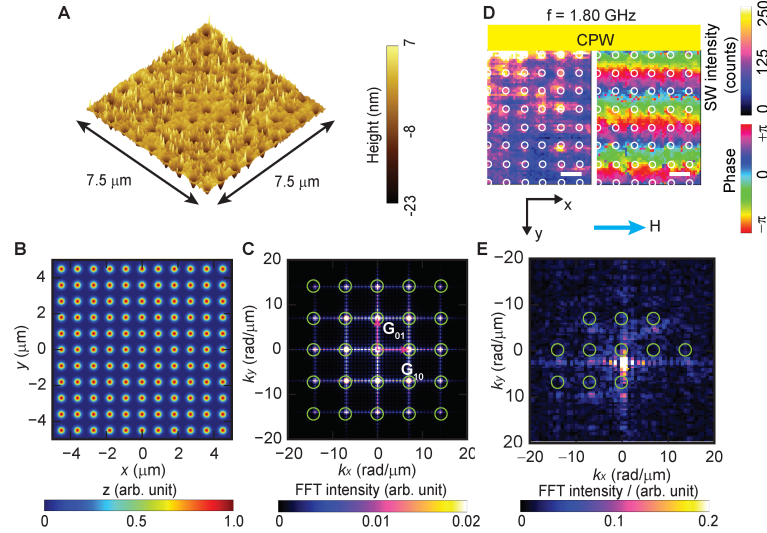 A
7
Height (nm)
-8
-23
7.5 μm
7.5 μm
D
f = 1.80 GHz
CPW
250
125
0
SW intensity
(counts)
+π
0
−π
Phase
x
y
H
B
4
2
0
−2
−4
y (μm)
−4 −2 0 2 4
x (μm)
z (arb. unit)
0 0.5 1.0
C
20
10
0
−10
−20
ky (rad/μm)
G01
G10
−20 −10 0 10 20
kx (rad/μm)
FFT intensity (arb. unit)
0 0.01 0.02
E
−20
−10
0
10
20
ky (rad/μm)
−20 −10 0 10 20
kx (rad/μm)
FFT intensity / (arb. unit)
0 0.1 0.2